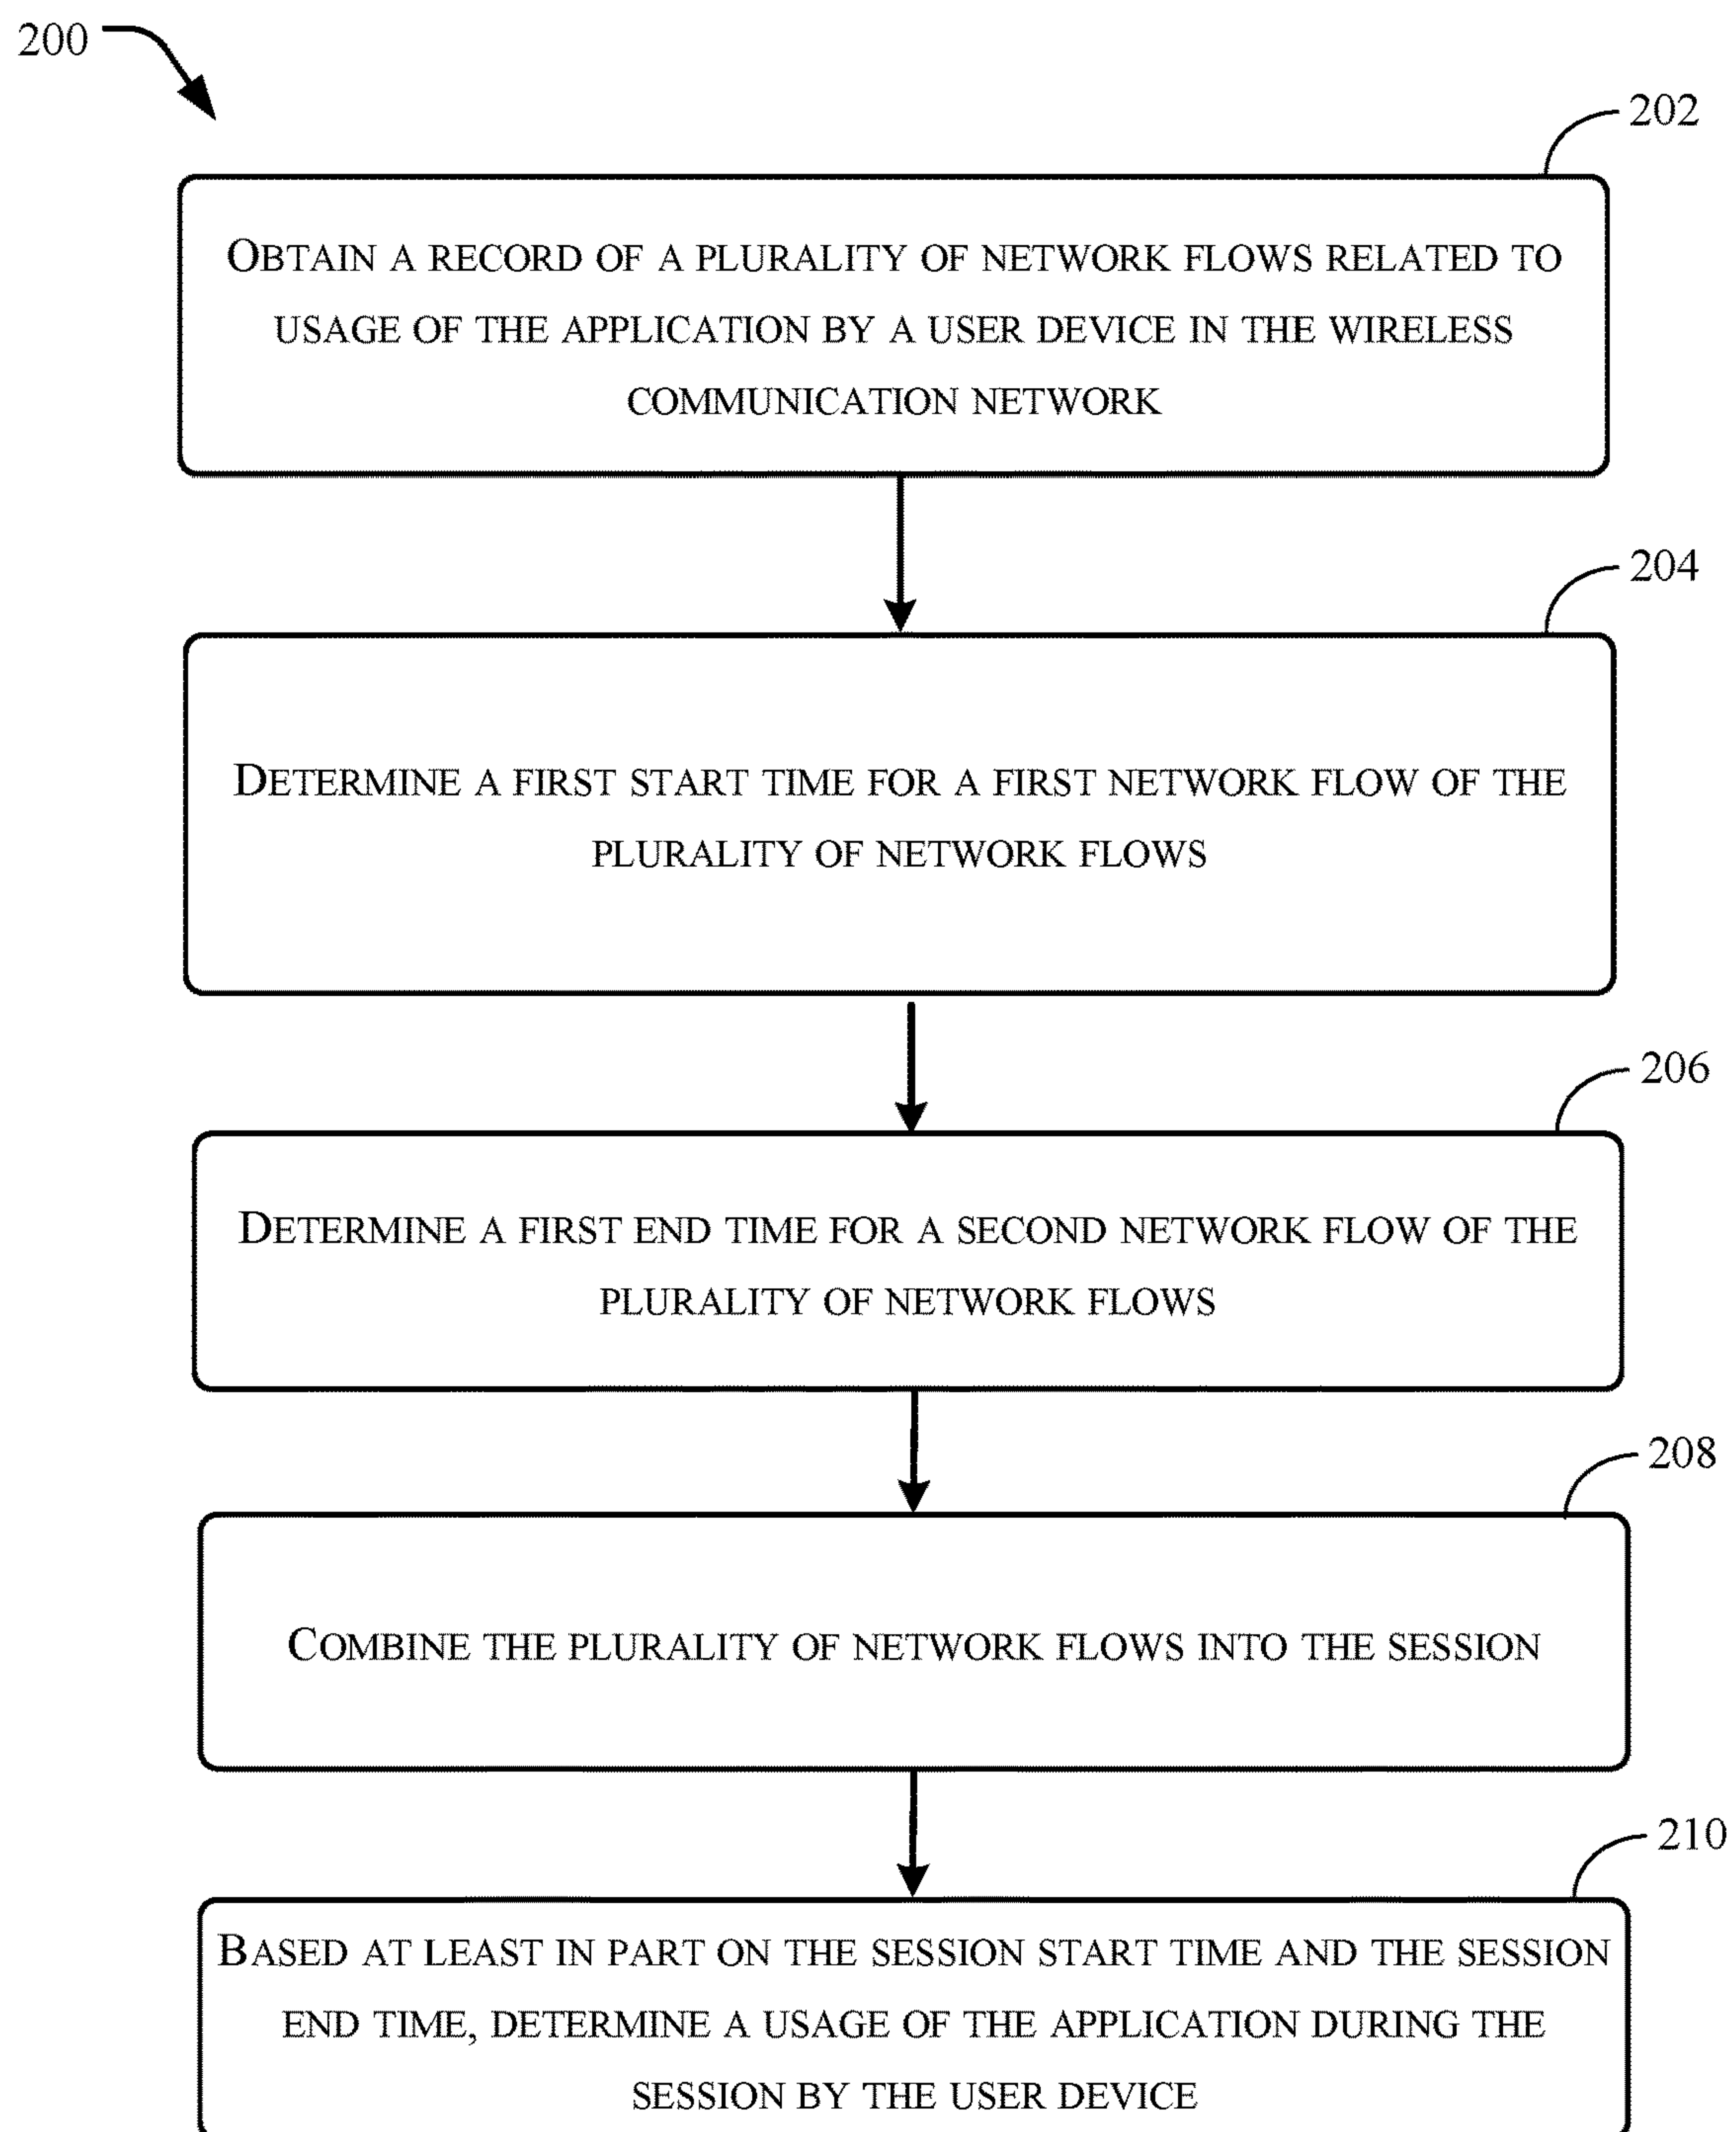 200
202
OBTAIN A RECORD OF A PLURALITY OF NETWORK FLOWS RELATED TO
USAGE OF THE APPLICATION BY A USER DEVICE IN THE WIRELESS
COMMUNICATION NETWORK
204
DETERMINE A FIRST START TIME FOR A FIRST NETWORK FLOW OF THE
PLURALITY OF NETWORK FLOWS
206
DETERMINE A FIRST END TIME FOR A SECOND NETWORK FLOW OF THE
PLURALITY OF NETWORK FLOWS
208
COMBINE THE PLURALITY OF NETWORK FLOWS INTO THE SESSION
210
BASED AT LEAST IN PART ON THE SESSION START TIME AND THE SESSION
END TIME, DETERMINE A USAGE OF THE APPLICATION DURING THE
SESSION BY THE USER DEVICE